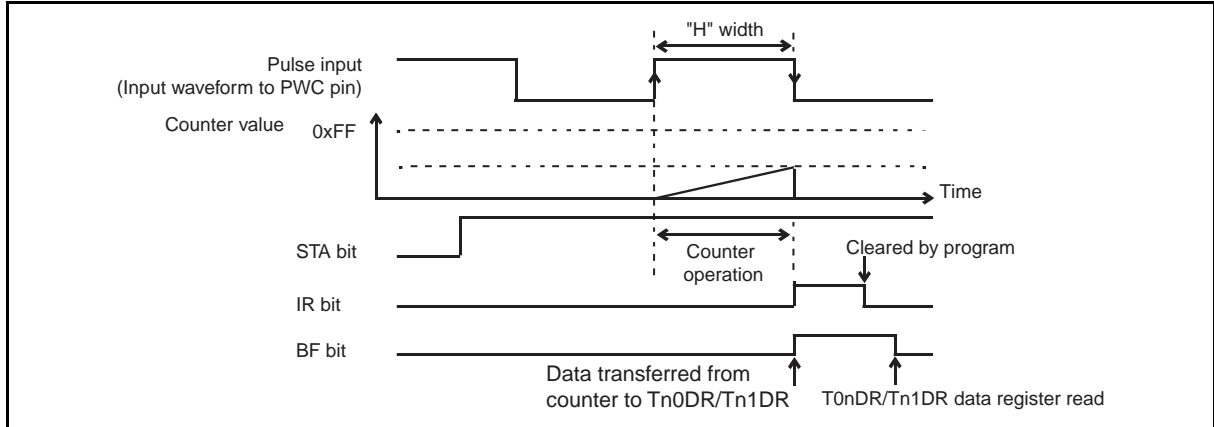 "H" width
Pulse input
(Input waveform to PWC pin)
Counter value
0xFF
Time
STA bit
Counter
operation
Cleared by program
IR bit
BF bit
Data transferred from
counter to Tn0DR/Tn1DR
T0nDR/Tn1DR data register read